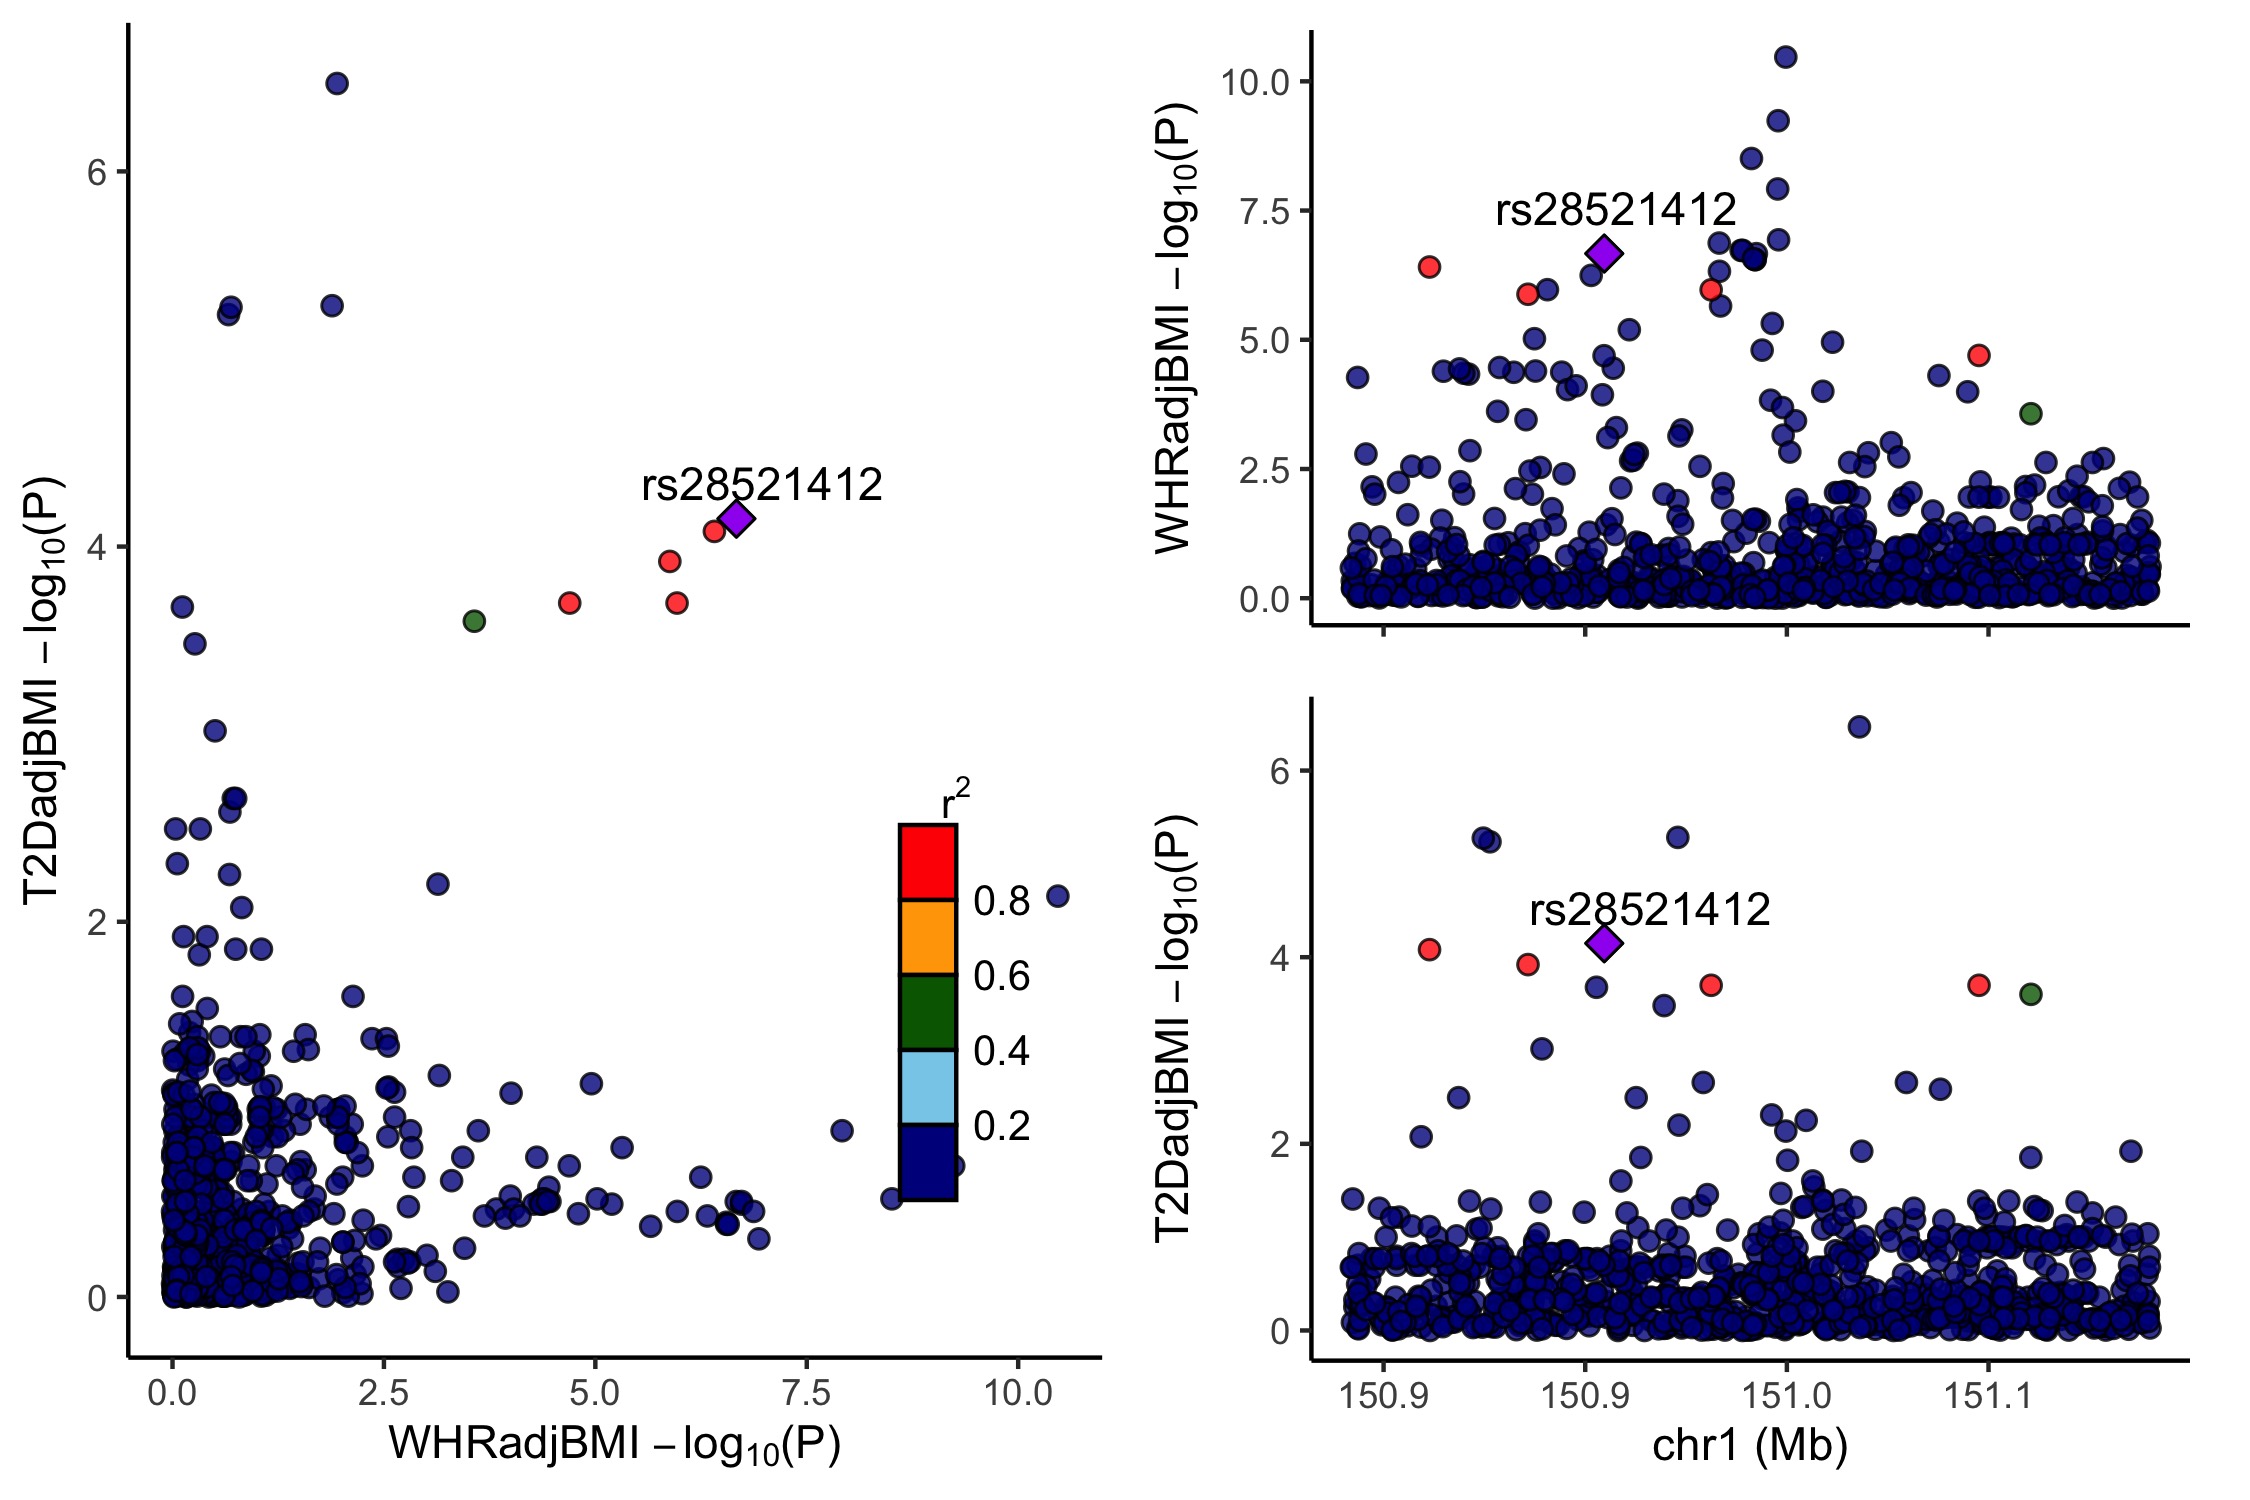 T2DadjBMI −log10(P)
6
4
2
0
rs28521412
r2
0.8
0.6
0.4
0.2
0.0 2.5 5.0 7.5 10.0
WHRadjBMI −log10(P)
WHRadjBMI −log10(P)
10.0
7.5
5.0
2.5
0.0
rs28521412
T2DadjBMI −log10(P)
6
4
2
0
rs28521412
150.9 150.9 151.0 151.1
chr1 (Mb)